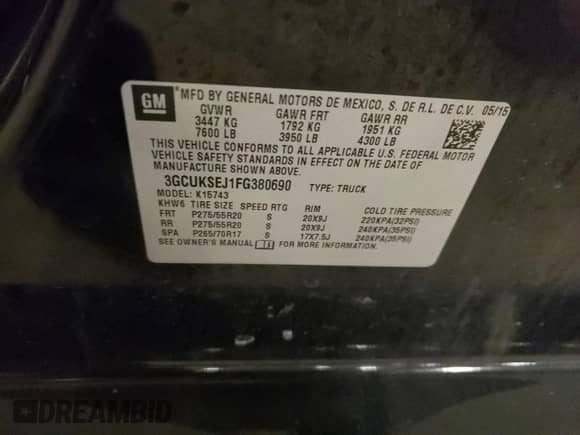 GM
*MFD BY GENERAL MOTORS DE MEXICO, S. DE R.L. DE C.V. 05/15
GVWR GAWR FRT GAWR RR
3447 KG 1792 KG 1951 KG
7600 LB 3950 LB 4300 LB
THIS VEHICLE CONFORMS TO ALL APPLICABLE U.S. FEDERAL MOTOR
VEHICLE SAFETY STANDARDS IN EFFECT ON THE DATE OF
MANUFACTURE SHOWN ABOVE.
3GCUKSEJ1FG380690 TYPE: TRUCK
MODEL: K15743
KHW6 TIRE SIZE SPEED RTG RIM COLD TIRE PRESSURE
FRT P275/55R20 S 20X9J 220KPA(32PSI)
RR P275/55R20 S 20X9J 240KPA(35PSI)
SPA P265/70R17 S 17X7.5J 240KPA(35PSI)
SEE OWNER'S MANUAL FOR MORE INFORMATION.
DREAMBID